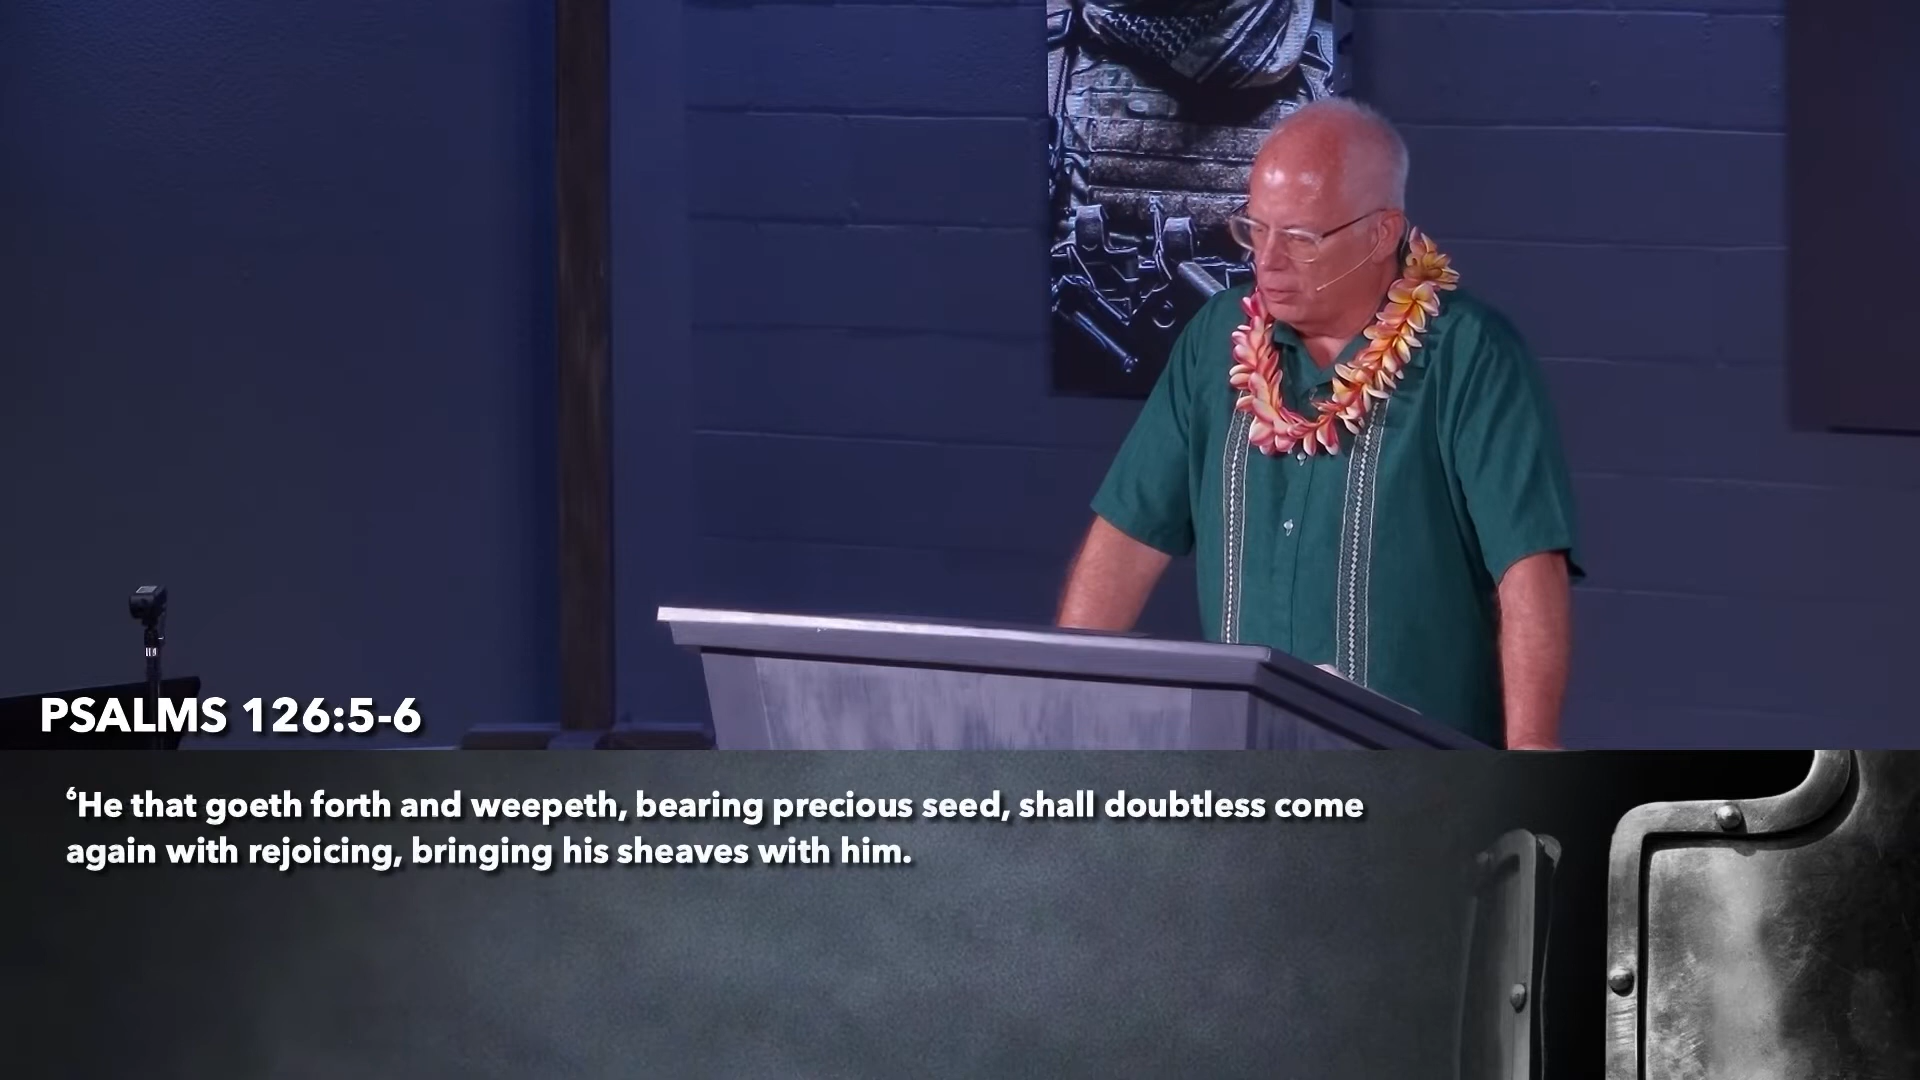 PSALMS 126:5-6
⁶He that goeth forth and weepeth, bearing precious seed, shall doubtless come
again with rejoicing, bringing his sheaves with him.